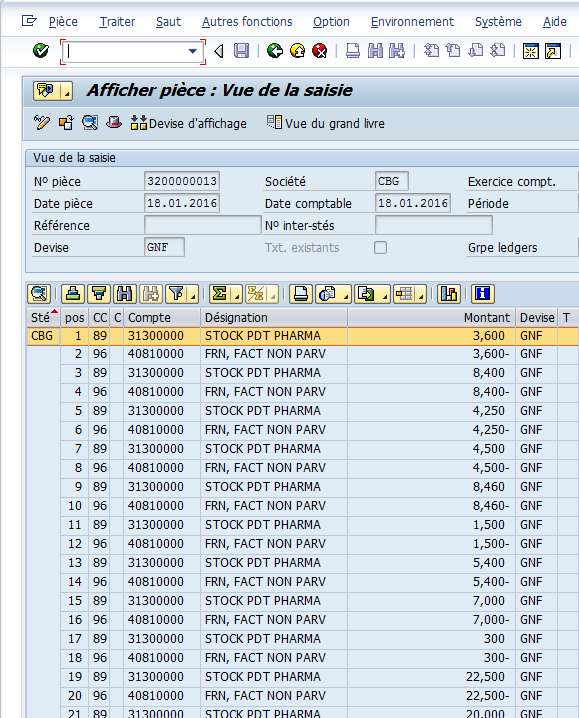 Pièce Traiter Saut Autres fonctions Option Environnement Système Aide
Afficher pièce : Vue de la saisie
Devise d'affichage Vue du grand livre
Vue de la saisie
Nº pièce 3200000013 Société CBG Exercice compt.
Date pièce 18.01.2016 Date comptable 18.01.2016 Période
Référence Nº inter-stés
Devise GNF Txt. existants Grpe ledgers
Sté pos CC C Compte Désignation Montant Devise T
CBG 1 89 31300000 STOCK PDT PHARMA 3,600 GNF
2 96 40810000 FRN, FACT NON PARV 3,600- GNF
3 89 31300000 STOCK PDT PHARMA 8,400 GNF
4 96 40810000 FRN, FACT NON PARV 8,400- GNF
5 89 31300000 STOCK PDT PHARMA 4,250 GNF
6 96 40810000 FRN, FACT NON PARV 4,250- GNF
7 89 31300000 STOCK PDT PHARMA 4,500 GNF
8 96 40810000 FRN, FACT NON PARV 4,500- GNF
9 89 31300000 STOCK PDT PHARMA 8,460 GNF
10 96 40810000 FRN, FACT NON PARV 8,460- GNF
11 89 31300000 STOCK PDT PHARMA 1,500 GNF
12 96 40810000 FRN, FACT NON PARV 1,500- GNF
13 89 31300000 STOCK PDT PHARMA 5,400 GNF
14 96 40810000 FRN, FACT NON PARV 5,400- GNF
15 89 31300000 STOCK PDT PHARMA 7,000 GNF
16 96 40810000 FRN, FACT NON PARV 7,000- GNF
17 89 31300000 STOCK PDT PHARMA 300 GNF
18 96 40810000 FRN, FACT NON PARV 300- GNF
19 89 31300000 STOCK PDT PHARMA 22,500 GNF
20 96 40810000 FRN, FACT NON PARV 22,500- GNF
21 89 31300000 STOCK PDT PHARMA 20,000 GNF